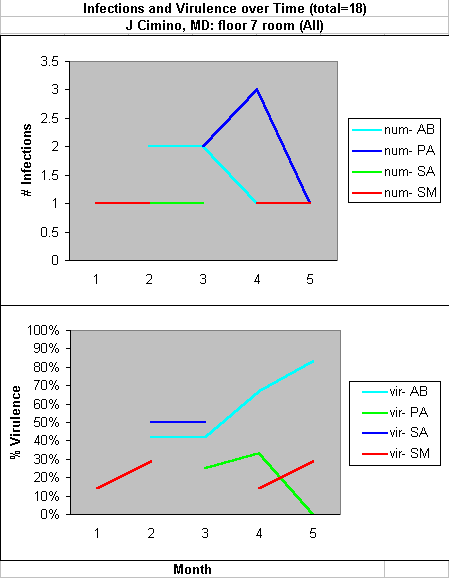 Infections and Virulence over Time (total=18)
J Cimino, MD: floor 7 room (All)
3.5
3
2.5
2
1.5
1
0.5
0
# Infections
1 2 3 4 5
num- AB
num- PA
num- SA
num- SM
100%
90%
80%
70%
60%
50%
40%
30%
20%
10%
0%
% Virulence
1 2 3 4 5
vir- AB
vir- PA
vir- SA
vir- SM
Month